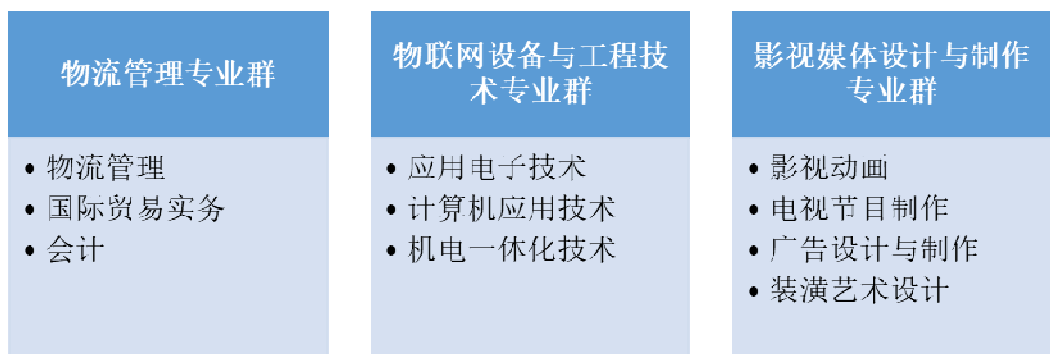 物流管理专业群
• 物流管理
• 国际贸易实务
• 会计
物联网设备与工程技
术专业群
• 应用电子技术
• 计算机应用技术
• 机电一体化技术
影视媒体设计与制作
专业群
• 影视动画
• 电视节目制作
• 广告设计与制作
• 装潢艺术设计